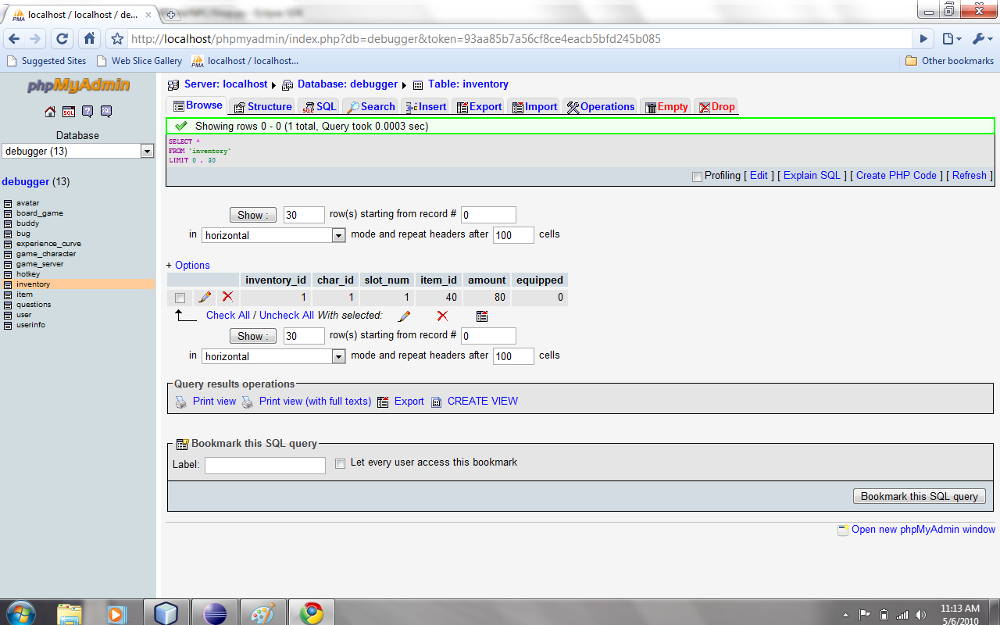 localhost / localhost / de...
http://localhost/phpmyadmin/index.php?db=debugger&token=93aa85b7a56cf8ce4eacb5bfd245b085
Suggested Sites Web Slice Gallery localhost / localhost... Other bookmarks
phpMyAdmin
Database
debugger (13)
debugger (13)
avatar
board_game
buddy
bug
experience_curve
game_character
game_server
hotkey
inventory
item
questions
user
userinfo
Server: localhost Database: debugger Table: inventory
Browse Structure SQL Search Insert Export Import Operations Empty Drop
Showing rows 0 - 0 (1 total, Query took 0.0003 sec)
SELECT *
FROM `inventory`
LIMIT 0 , 30
Profiling [ Edit ] [ Explain SQL ] [ Create PHP Code ] [ Refresh ]
Show : 30 row(s) starting from record # 0
in horizontal mode and repeat headers after 100 cells
+ Options
inventory_id char_id slot_num item_id amount equipped
1 1 1 40 80 0
Check All / Uncheck All With selected:
Show : 30 row(s) starting from record # 0
in horizontal mode and repeat headers after 100 cells
Query results operations
Print view Print view (with full texts) Export CREATE VIEW
Bookmark this SQL query
Label: Let every user access this bookmark
Bookmark this SQL query
Open new phpMyAdmin window
11:13 AM
5/6/2010